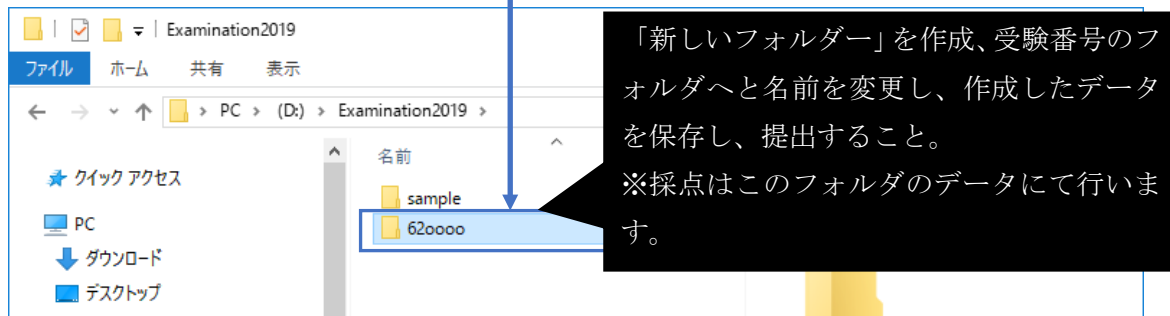 Examination2019
ファイル ホーム 共有 表示
PC > (D:) > Examination2019 >
名前
クイック アクセス
sample
PC
62oooo
ダウンロード
デスクトップ
「新しいフォルダー」を作成、受験番号のフ
ォルダへと名前を変更し、作成したデータ
を保存し、提出すること。
※採点はこのフォルダのデータにて行いま
す。